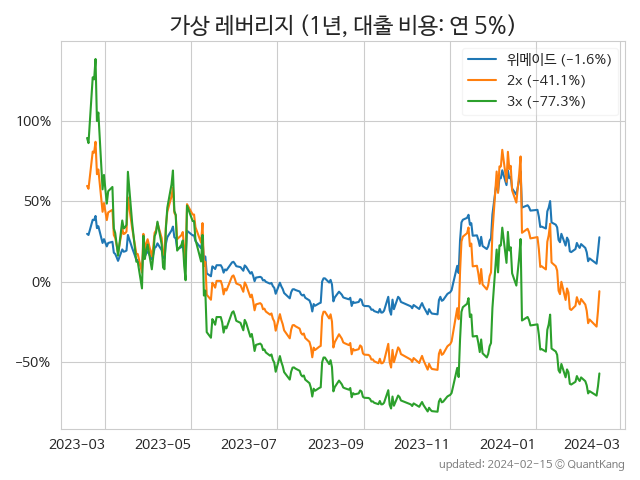 가상 레버리지 (1년, 대출 비용: 연 5%)
위메이드 (−1.6%)
2x (−41.1%)
3x (−77.3%)
100%
50%
0%
−50%
2023−03 2023−05 2023−07 2023−09 2023−11 2024−01 2024−03
updated: 2024-02-15 © QuantKang